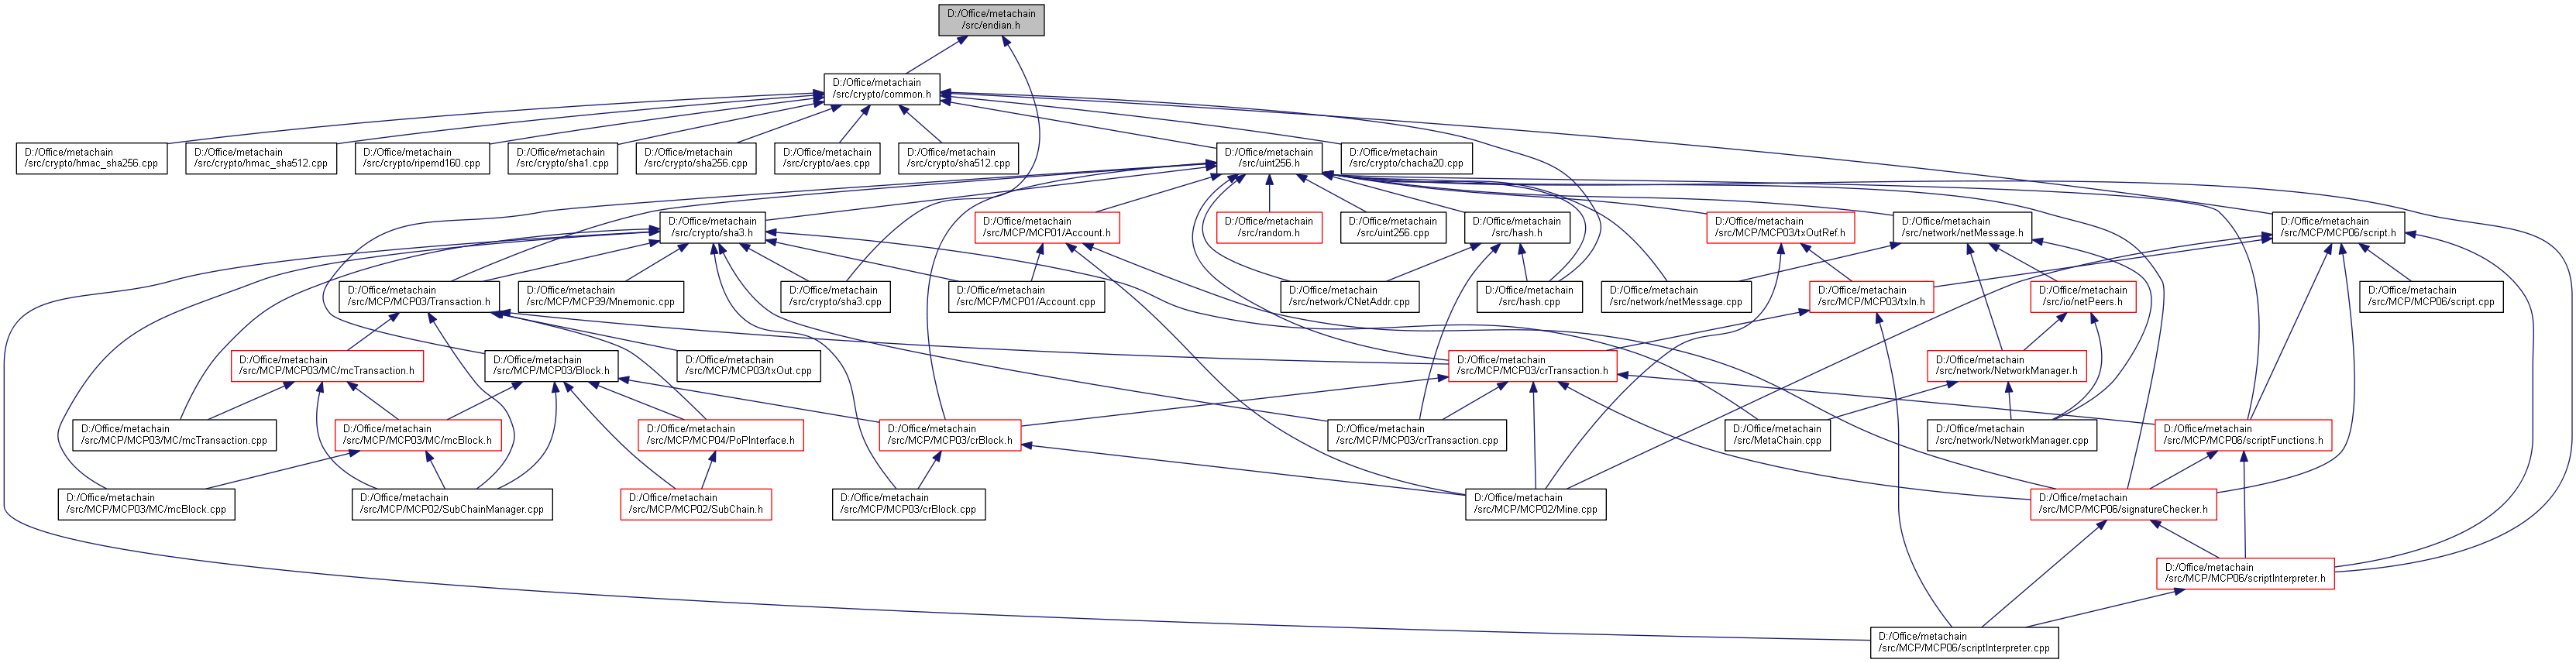 D:/Office/metachain
/src/endian.h
D:/Office/metachain
/src/crypto/common.h
D:/Office/metachain
/src/crypto/hmac_sha256.cpp
D:/Office/metachain
/src/crypto/hmac_sha512.cpp
D:/Office/metachain
/src/crypto/ripemd160.cpp
D:/Office/metachain
/src/crypto/sha1.cpp
D:/Office/metachain
/src/crypto/sha256.cpp
D:/Office/metachain
/src/crypto/aes.cpp
D:/Office/metachain
/src/crypto/sha512.cpp
D:/Office/metachain
/src/uint256.h
D:/Office/metachain
/src/crypto/chacha20.cpp
D:/Office/metachain
/src/crypto/sha3.h
D:/Office/metachain
/src/MCP/MCP01/Account.h
D:/Office/metachain
/src/random.h
D:/Office/metachain
/src/uint256.cpp
D:/Office/metachain
/src/hash.h
D:/Office/metachain
/src/MCP/MCP03/txOutRef.h
D:/Office/metachain
/src/network/netMessage.h
D:/Office/metachain
/src/MCP/MCP06/script.h
D:/Office/metachain
/src/MCP/MCP03/Transaction.h
D:/Office/metachain
/src/MCP/MCP39/Mnemonic.cpp
D:/Office/metachain
/src/crypto/sha3.cpp
D:/Office/metachain
/src/MCP/MCP01/Account.cpp
D:/Office/metachain
/src/network/CNetAddr.cpp
D:/Office/metachain
/src/hash.cpp
D:/Office/metachain
/src/network/netMessage.cpp
D:/Office/metachain
/src/MCP/MCP03/txIn.h
D:/Office/metachain
/src/io/netPeers.h
D:/Office/metachain
/src/MCP/MCP06/script.cpp
D:/Office/metachain
/src/MCP/MCP03/MC/mcTransaction.h
D:/Office/metachain
/src/MCP/MCP03/Block.h
D:/Office/metachain
/src/MCP/MCP03/txOut.cpp
D:/Office/metachain
/src/MCP/MCP03/crTransaction.h
D:/Office/metachain
/src/network/NetworkManager.h
D:/Office/metachain
/src/MCP/MCP03/MC/mcTransaction.cpp
D:/Office/metachain
/src/MCP/MCP03/MC/mcBlock.h
D:/Office/metachain
/src/MCP/MCP04/PoPInterface.h
D:/Office/metachain
/src/MCP/MCP03/crBlock.h
D:/Office/metachain
/src/MCP/MCP03/crTransaction.cpp
D:/Office/metachain
/src/MetaChain.cpp
D:/Office/metachain
/src/network/NetworkManager.cpp
D:/Office/metachain
/src/MCP/MCP06/scriptFunctions.h
D:/Office/metachain
/src/MCP/MCP03/MC/mcBlock.cpp
D:/Office/metachain
/src/MCP/MCP02/SubChainManager.cpp
D:/Office/metachain
/src/MCP/MCP02/SubChain.h
D:/Office/metachain
/src/MCP/MCP03/crBlock.cpp
D:/Office/metachain
/src/MCP/MCP02/Mine.cpp
D:/Office/metachain
/src/MCP/MCP06/signatureChecker.h
D:/Office/metachain
/src/MCP/MCP06/scriptInterpreter.h
D:/Office/metachain
/src/MCP/MCP06/scriptInterpreter.cpp